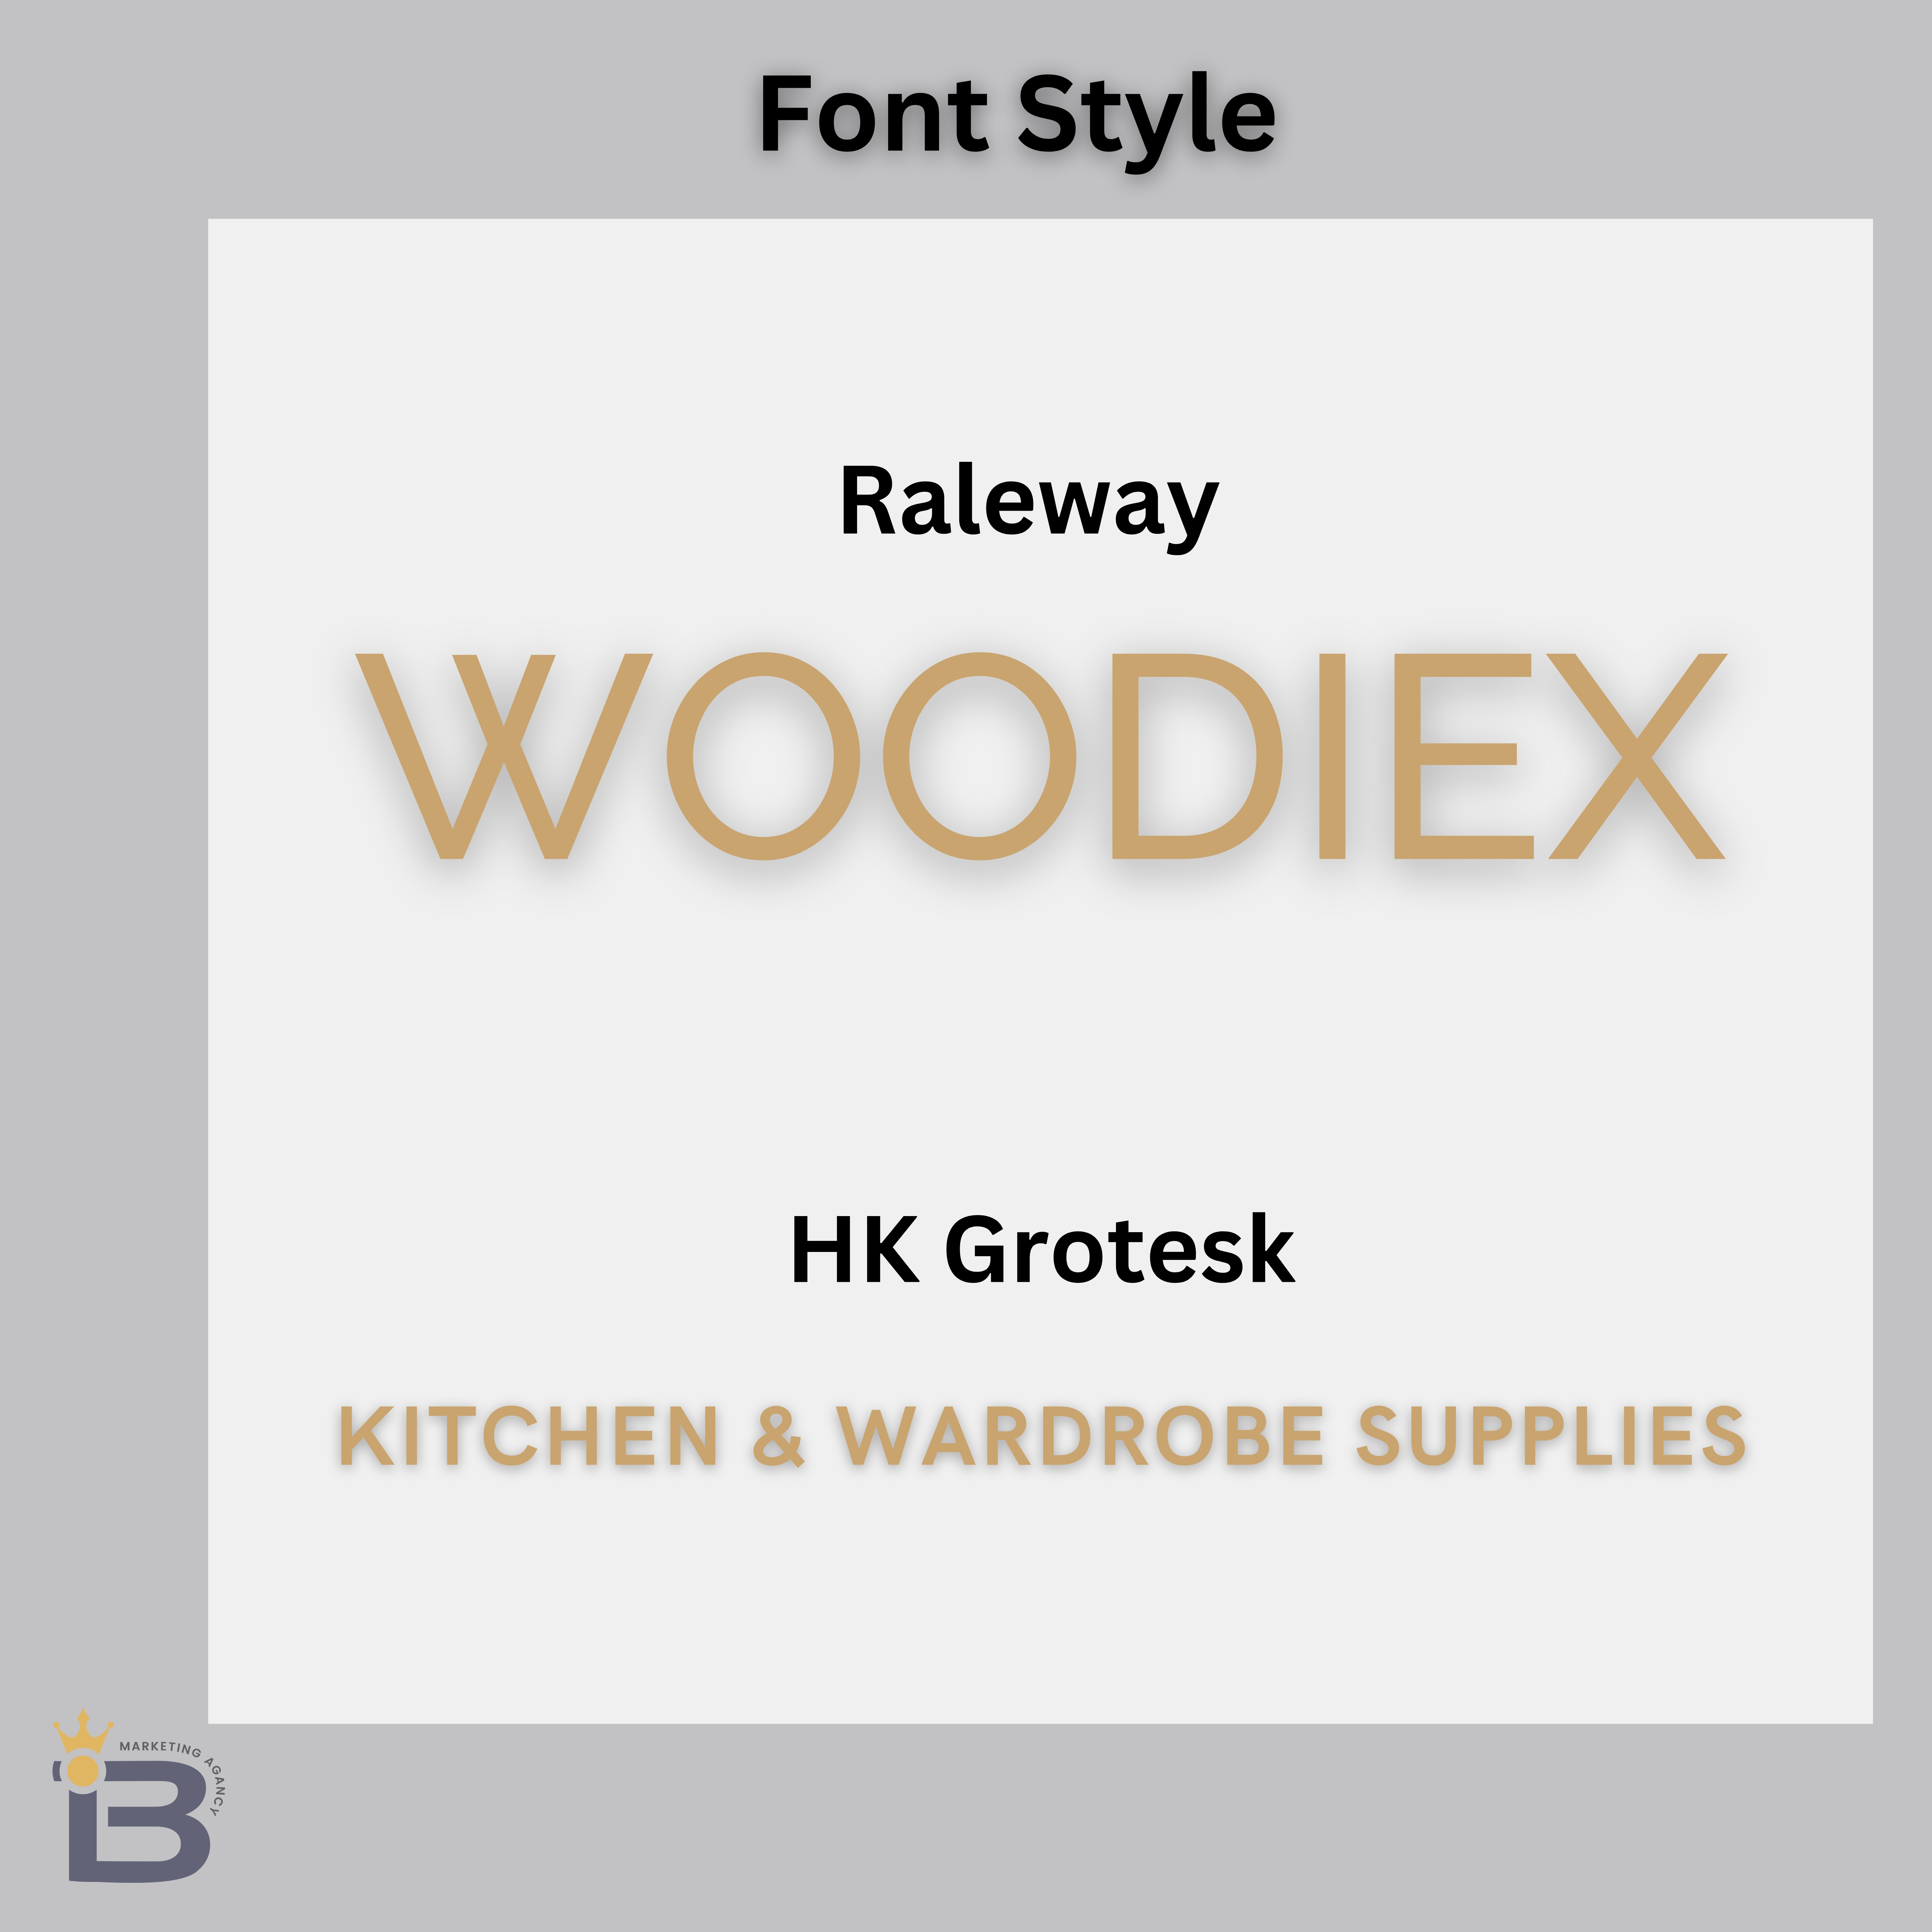 Font Style
Raleway
WOODIEX
HK Grotesk
KITCHEN & WARDROBE SUPPLIES
MARKETING AGANCY
B